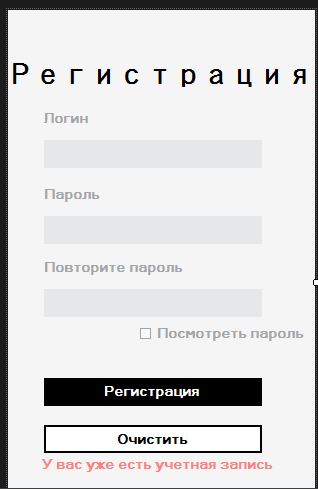 Регистрация
Логин
Пароль
Повторите пароль
Посмотреть пароль
Регистрация
Очистить
У вас уже есть учетная запись